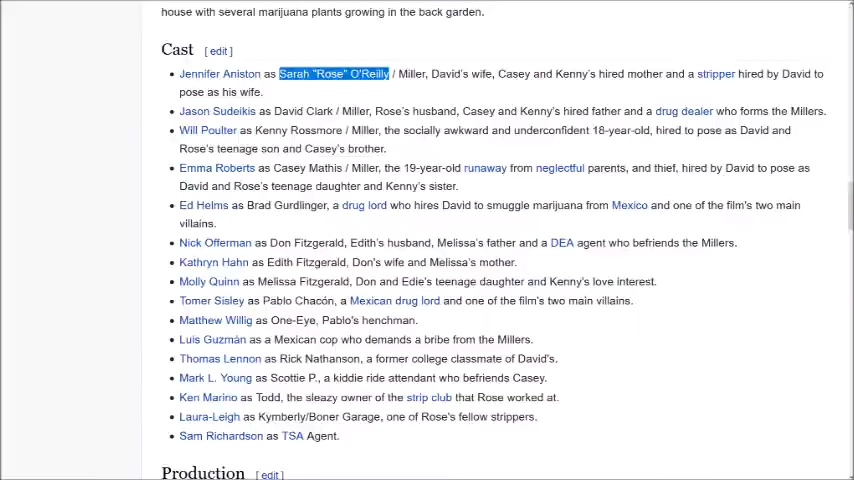 house with several marijuana plants growing in the back garden.
Cast [ edit ]
• Jennifer Aniston as Sarah "Rose" O'Reilly / Miller, David's wife, Casey and Kenny's hired mother and a stripper hired by David to
pose as his wife.
• Jason Sudeikis as David Clark / Miller, Rose's husband, Casey and Kenny's hired father and a drug dealer who forms the Millers.
• Will Poulter as Kenny Rossmore / Miller, the socially awkward and underconfident 18-year-old, hired to pose as David and
Rose's teenage son and Casey's brother.
• Emma Roberts as Casey Mathis / Miller, the 19-year-old runaway from neglectful parents, and thief, hired by David to pose as
David and Rose's teenage daughter and Kenny's sister.
• Ed Helms as Brad Gurdlinger, a drug lord who hires David to smuggle marijuana from Mexico and one of the film's two main
villains.
• Nick Offerman as Don Fitzgerald, Edith's husband, Melissa's father and a DEA agent who befriends the Millers.
• Kathryn Hahn as Edith Fitzgerald, Don's wife and Melissa's mother.
• Molly Quinn as Melissa Fitzgerald, Don and Edie's teenage daughter and Kenny's love interest.
• Tomer Sisley as Pablo Chacón, a Mexican drug lord and one of the film's two main villains.
• Matthew Willig as One-Eye, Pablo's henchman.
• Luis Guzmán as a Mexican cop who demands a bribe from the Millers.
• Thomas Lennon as Rick Nathanson, a former college classmate of David's.
• Mark L. Young as Scottie P., a kiddie ride attendant who befriends Casey.
• Ken Marino as Todd, the sleazy owner of the strip club that Rose worked at.
• Laura-Leigh as Kymberly/Boner Garage, one of Rose's fellow strippers.
• Sam Richardson as TSA Agent.
Production [ edit ]